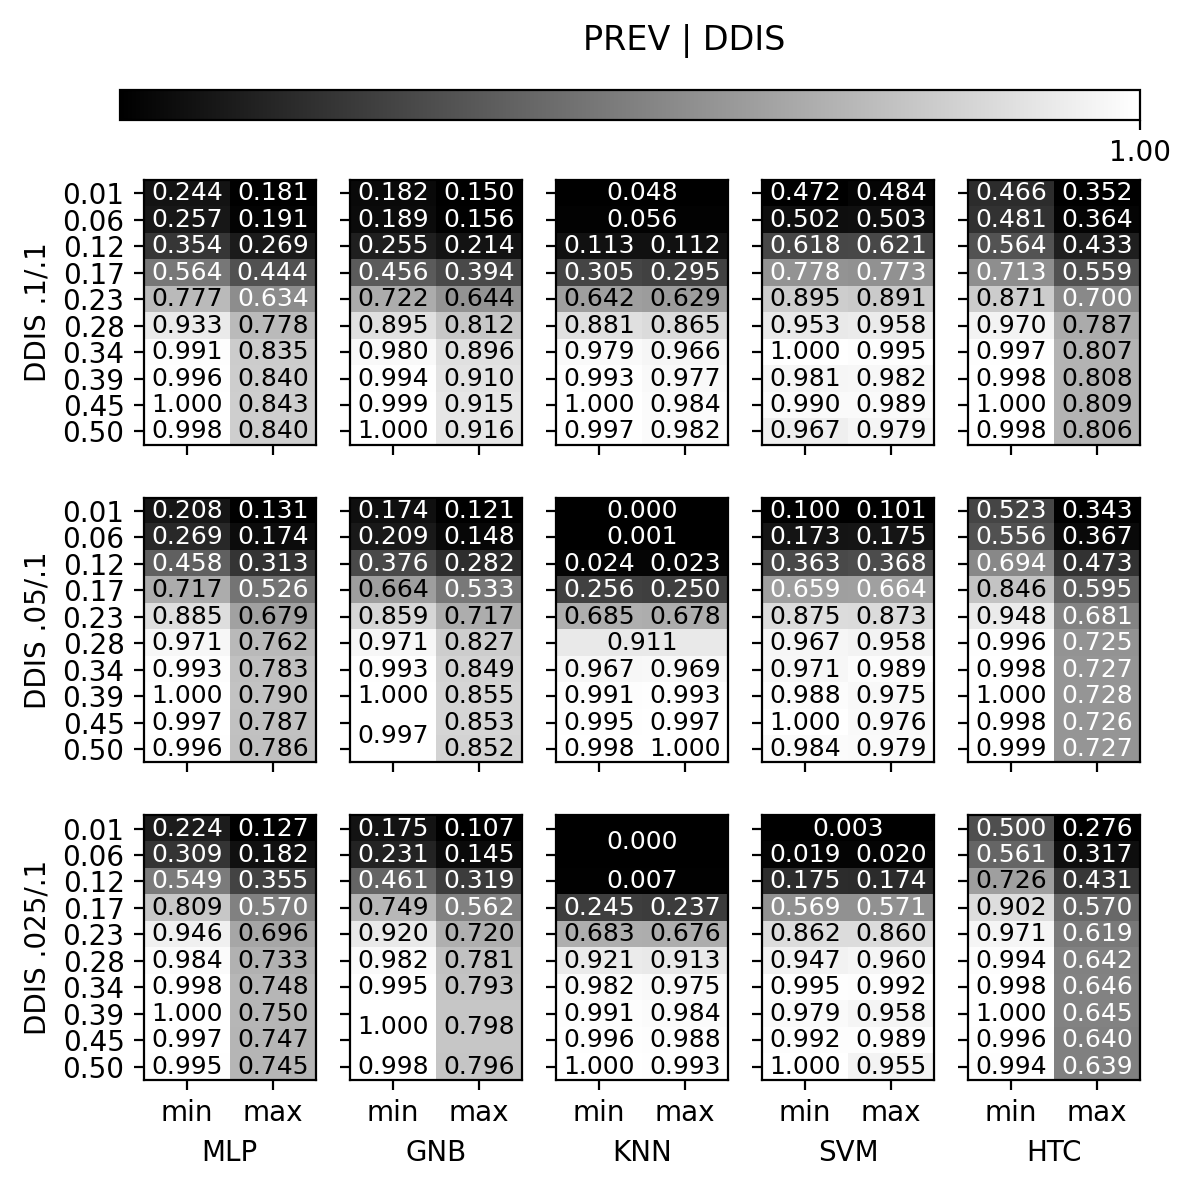 PREV | DDIS
1.00
DDIS .1/.1
0.01 0.244 0.181 0.182 0.150 0.048 0.472 0.484 0.466 0.352
0.06 0.257 0.191 0.189 0.156 0.056 0.502 0.503 0.481 0.364
0.12 0.354 0.269 0.255 0.214 0.113 0.112 0.618 0.621 0.564 0.433
0.17 0.564 0.444 0.456 0.394 0.305 0.295 0.778 0.773 0.713 0.559
0.23 0.777 0.634 0.722 0.644 0.642 0.629 0.895 0.891 0.871 0.700
0.28 0.933 0.778 0.895 0.812 0.881 0.865 0.953 0.958 0.970 0.787
0.34 0.991 0.835 0.980 0.896 0.979 0.966 1.000 0.995 0.997 0.807
0.39 0.996 0.840 0.994 0.910 0.993 0.977 0.981 0.982 0.998 0.808
0.45 1.000 0.843 0.999 0.915 1.000 0.984 0.990 0.989 1.000 0.809
0.50 0.998 0.840 1.000 0.916 0.997 0.982 0.967 0.979 0.998 0.806
DDIS .05/.1
0.01 0.208 0.131 0.174 0.121 0.000 0.100 0.101 0.523 0.343
0.06 0.269 0.174 0.209 0.148 0.001 0.173 0.175 0.556 0.367
0.12 0.458 0.313 0.376 0.282 0.024 0.023 0.363 0.368 0.694 0.473
0.17 0.717 0.526 0.664 0.533 0.256 0.250 0.659 0.664 0.846 0.595
0.23 0.885 0.679 0.859 0.717 0.685 0.678 0.875 0.873 0.948 0.681
0.28 0.971 0.762 0.971 0.827 0.911 0.967 0.958 0.996 0.725
0.34 0.993 0.783 0.993 0.849 0.967 0.969 0.971 0.989 0.998 0.727
0.39 1.000 0.790 1.000 0.855 0.991 0.993 0.988 0.975 1.000 0.728
0.45 0.997 0.787 0.997 0.853 0.995 0.997 1.000 0.976 0.998 0.726
0.50 0.996 0.786 0.852 0.998 1.000 0.984 0.979 0.999 0.727
DDIS .025/.1
0.01 0.224 0.127 0.175 0.107 0.000 0.003 0.500 0.276
0.06 0.309 0.182 0.231 0.145 0.019 0.020 0.561 0.317
0.12 0.549 0.355 0.461 0.319 0.007 0.175 0.174 0.726 0.431
0.17 0.809 0.570 0.749 0.562 0.245 0.237 0.569 0.571 0.902 0.570
0.23 0.946 0.696 0.920 0.720 0.683 0.676 0.862 0.860 0.971 0.619
0.28 0.984 0.733 0.982 0.781 0.921 0.913 0.947 0.960 0.994 0.642
0.34 0.998 0.748 0.995 0.793 0.982 0.975 0.995 0.992 0.998 0.646
0.39 1.000 0.750 1.000 0.798 0.991 0.984 0.979 0.958 1.000 0.645
0.45 0.997 0.747 0.996 0.988 0.992 0.989 0.996 0.640
0.50 0.995 0.745 0.998 0.796 1.000 0.993 1.000 0.955 0.994 0.639
min max min max min max min max min max
MLP GNB KNN SVM HTC